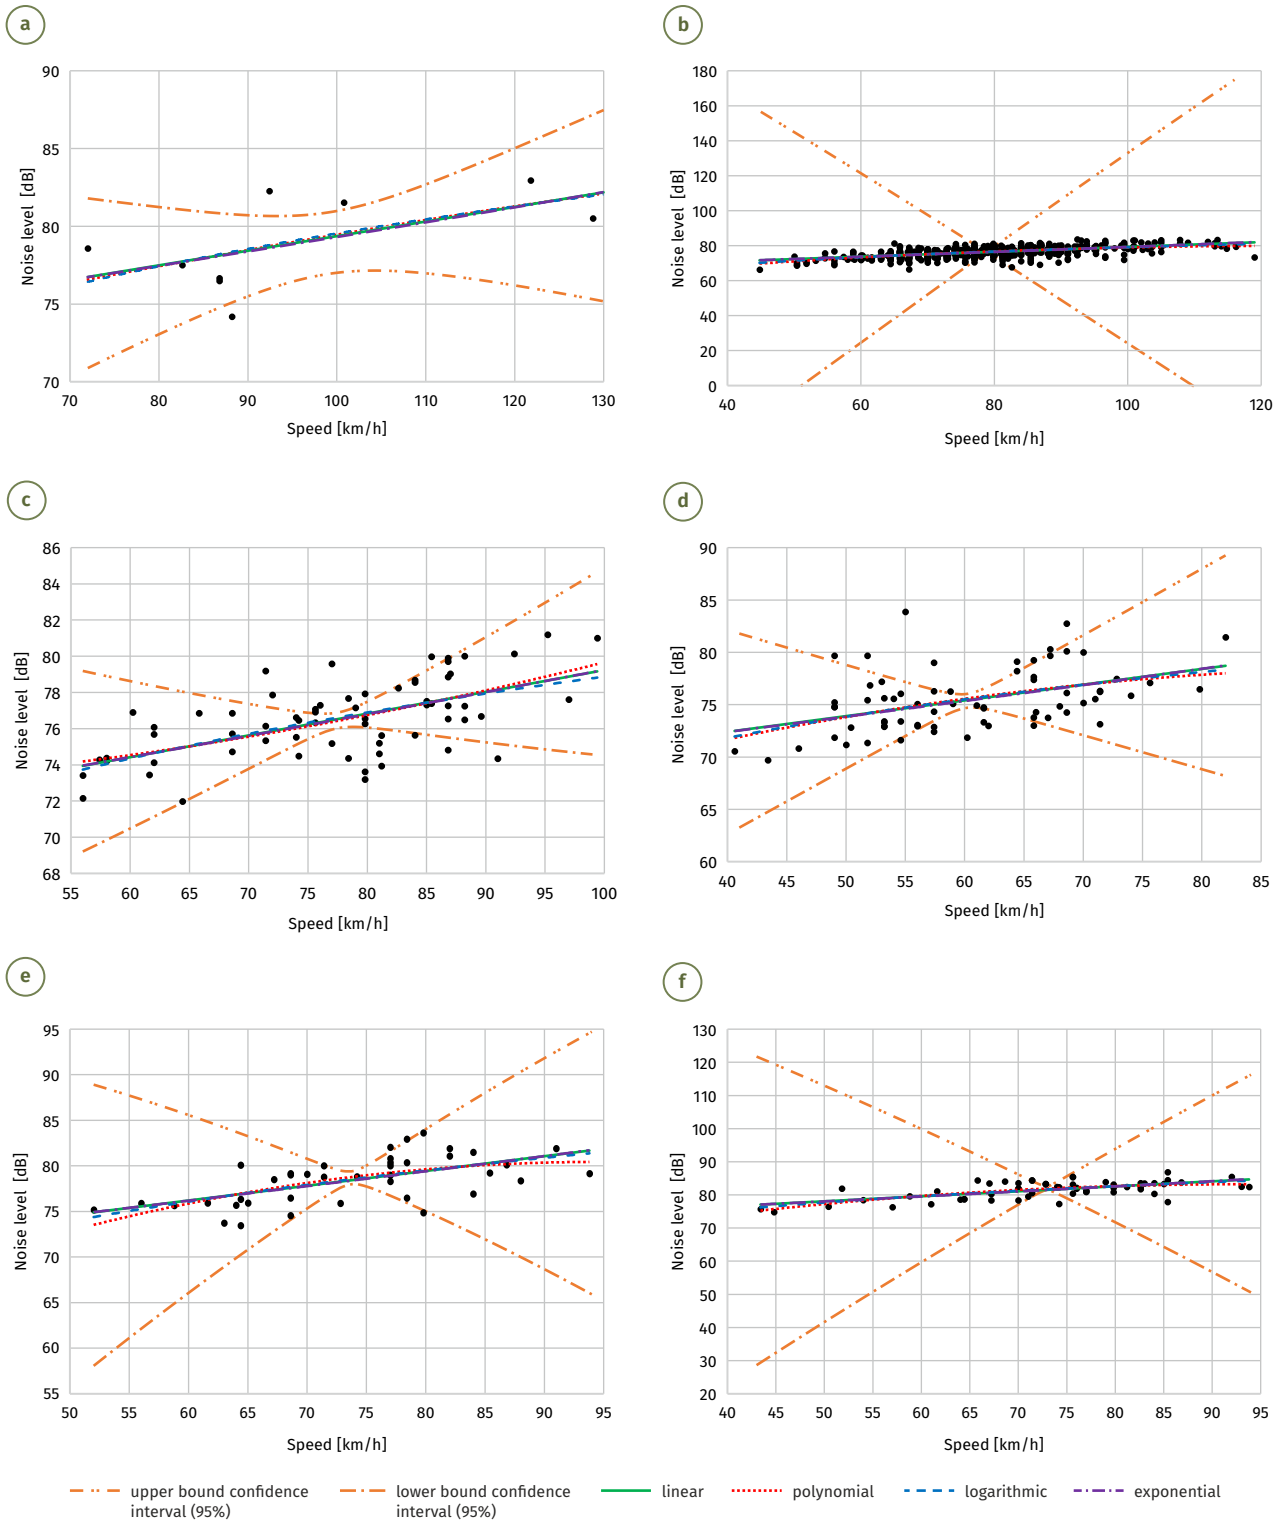 a
b
90
85
80
75
70
Noise level [dB]
70 80 90 100 110 120 130
Speed [km/h]
180
160
140
120
100
80
60
40
20
0
Noise level [dB]
40 60 80 100 120
Speed [km/h]
c
d
86
84
82
80
78
76
74
72
70
68
Noise level [dB]
55 60 65 70 75 80 85 90 95 100
Speed [km/h]
90
85
80
75
70
65
60
Noise level [dB]
40 45 50 55 60 65 70 75 80 85
Speed [km/h]
e
f
95
90
85
80
75
70
75
60
55
Noise level [dB]
50 55 60 65 70 75 80 85 90 95
Speed [km/h]
130
120
110
100
90
80
70
60
50
40
30
20
Noise level [dB]
40 45 50 55 60 65 70 75 80 85 90 95
Speed [km/h]
upper bound confidence
interval (95%)
lower bound confidence
interval (95%)
linear
polynomial
logarithmic
exponential